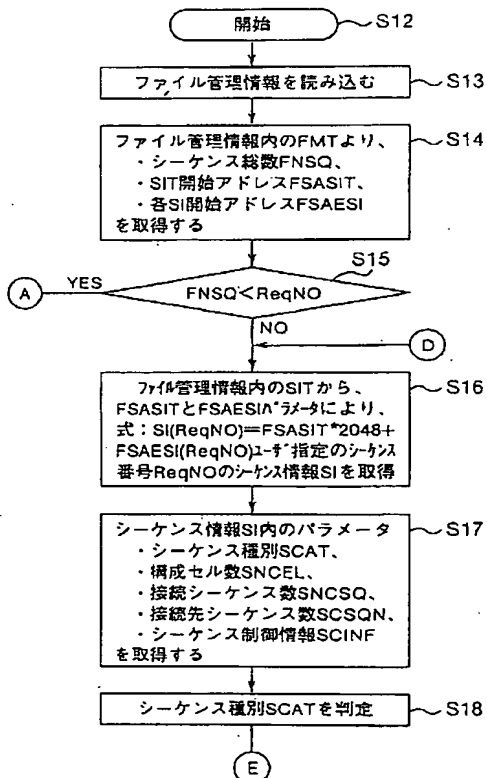 開始
S12
ファイル管理情報を読み込む
S13
ファイル管理情報内のFMTより、
・シーケンス総数FNSQ、
・SIT開始アドレスFSASIT、
・各SI開始アドレスFSAESI
を取得する
S14
S15
A
YES
FNSQ<ReqNO
NO
D
ファイル管理情報内のSITから、
FSASITとFSAESIパラメータにより、
式：SI(ReqNO)=FSASIT*2048+
FSAESI(ReqNO)ユーザ指定のシーケンス
番号ReqNOのシーケンス情報SIを取得
S16
シーケンス情報SI内のパラメータ
・シーケンス種別SCAT、
・構成セル数SNCEL、
・接続シーケンス数SNCSQ、
・接続先シーケンス数SCSQN、
・シーケンス制御情報SCINF
を取得する
S17
シーケンス種別SCATを判定
S18
E